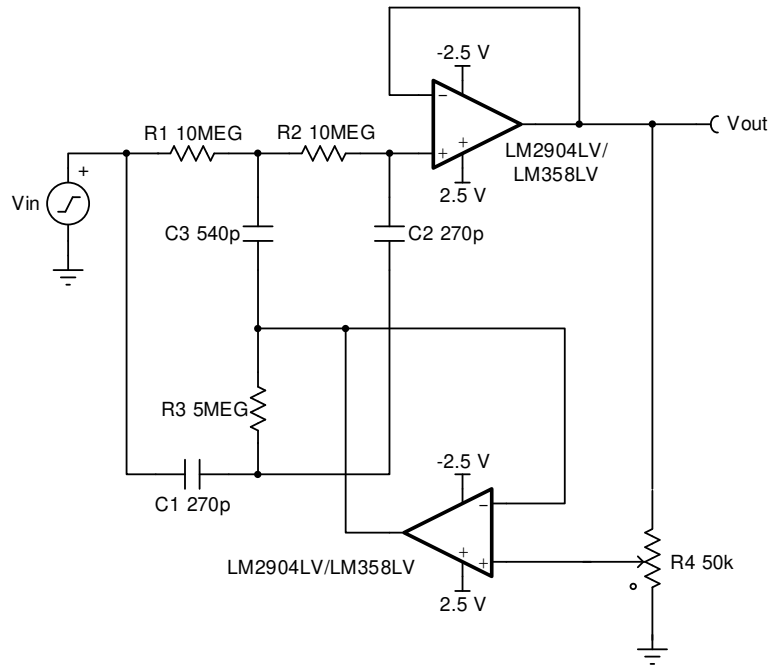 -2.5 V
R1 10MEG
R2 10MEG
−
+
+
Vout
LM2904LV/
LM358LV
+
Vin
2.5 V
C3 540p
C2 270p
R3 5MEG
-2.5 V
C1 270p
−
+
+
LM2904LV/LM358LV
R4 50k
2.5 V